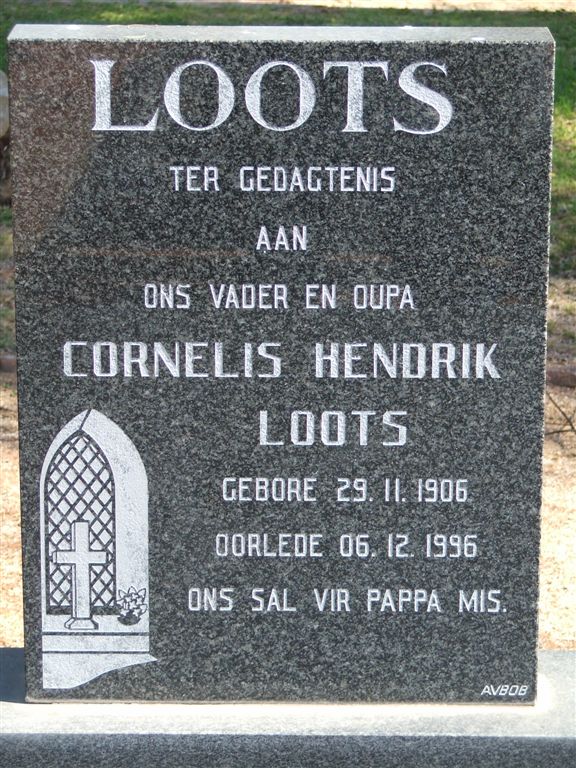 LOOTS
TER GEDAGTENIS
AAN
ONS VADER EN OUPA
CORNELIS HENDRIK
LOOTS
GEBORE 29. 11. 1906
OORLEDE 06. 12. 1996
ONS SAL VIR PAPPA MIS.
AVBOB